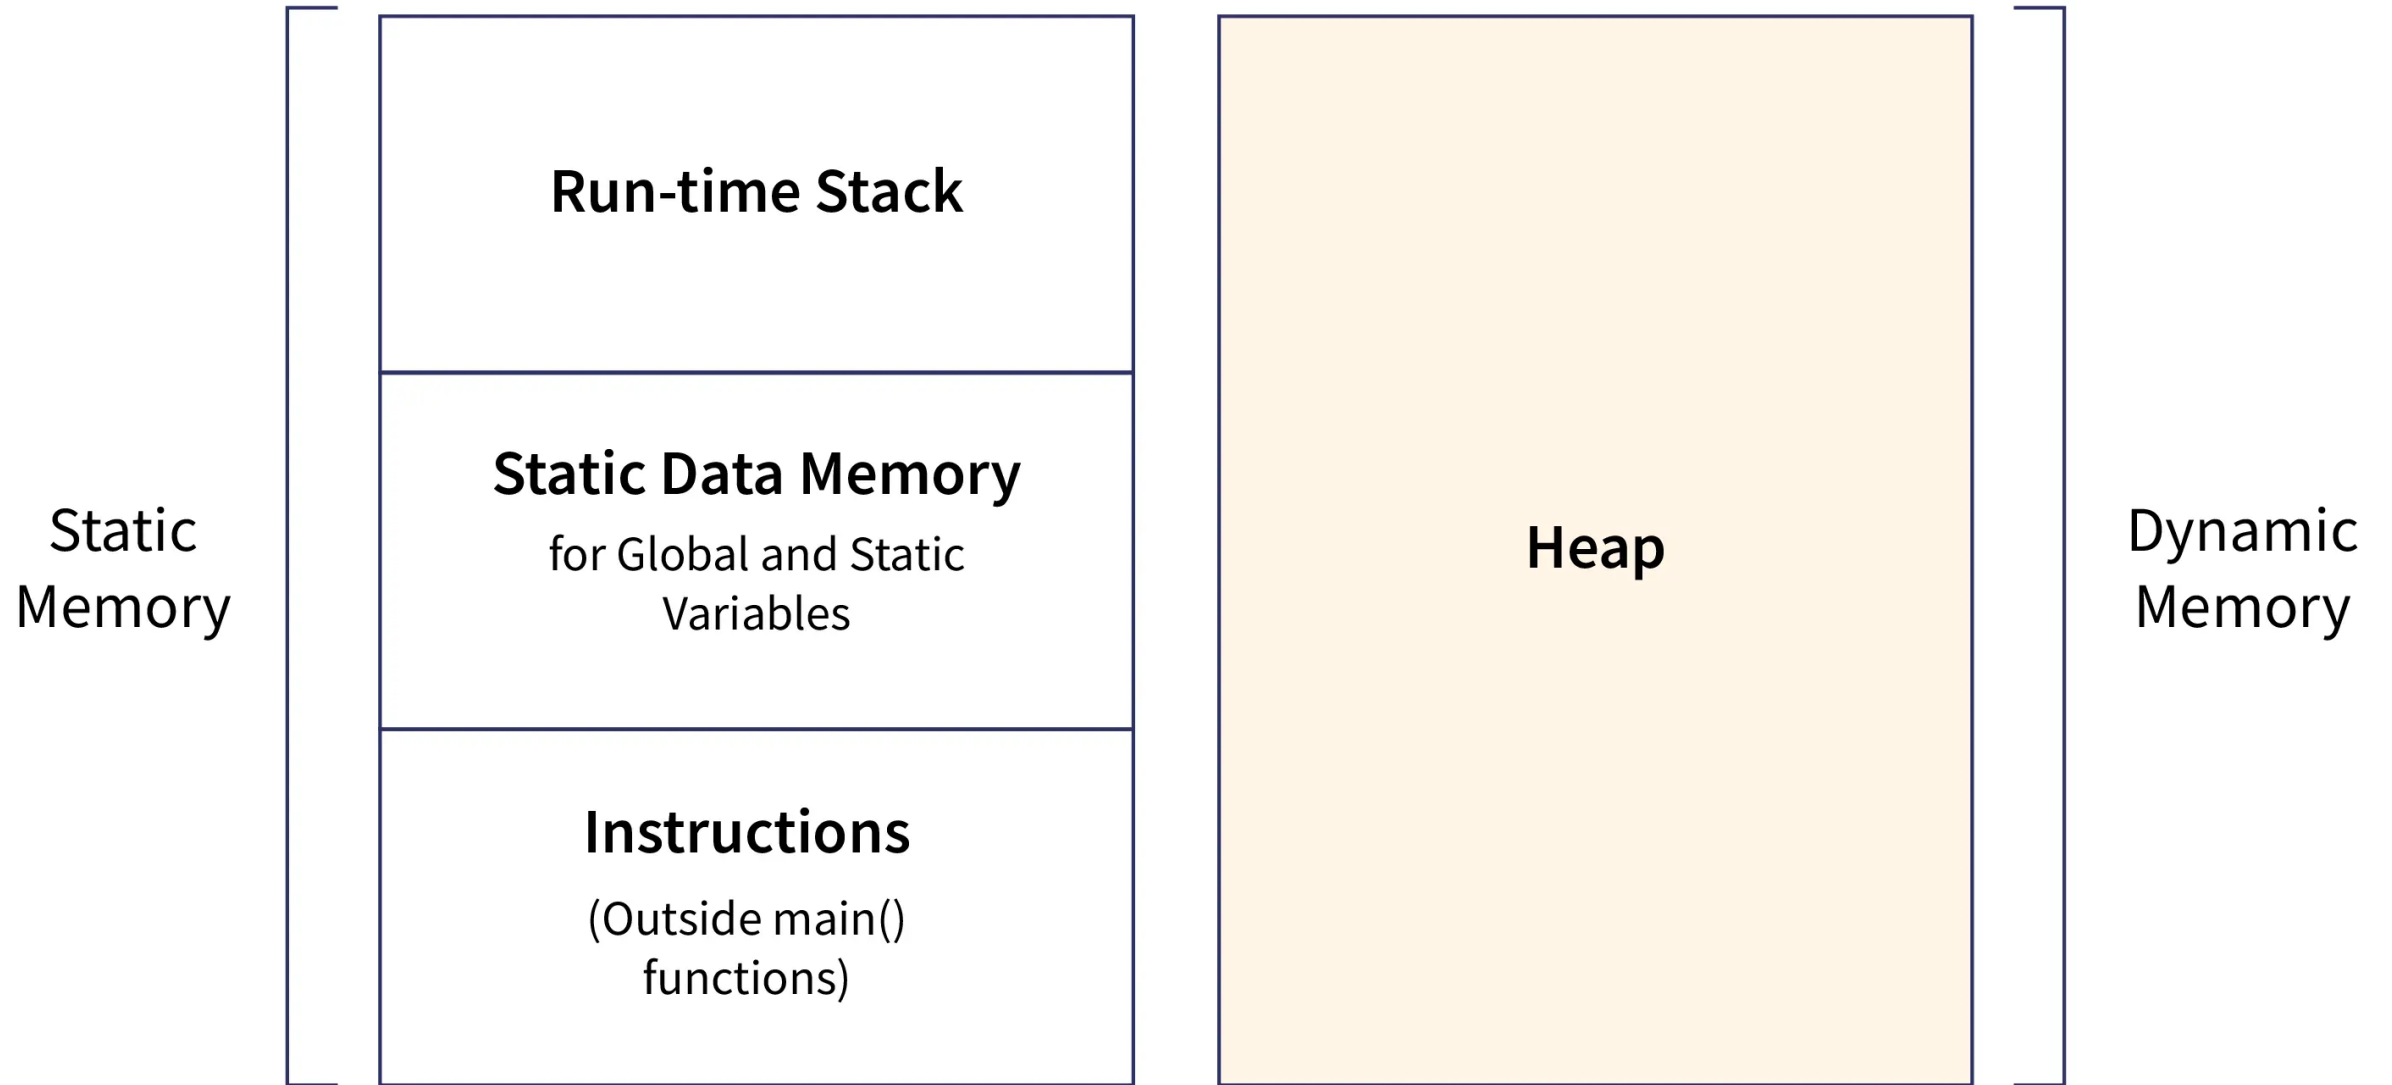 Static
Memory
Run-time Stack
Static Data Memory
for Global and Static
Variables
Instructions
(Outside main()
functions)
Heap
Dynamic
Memory